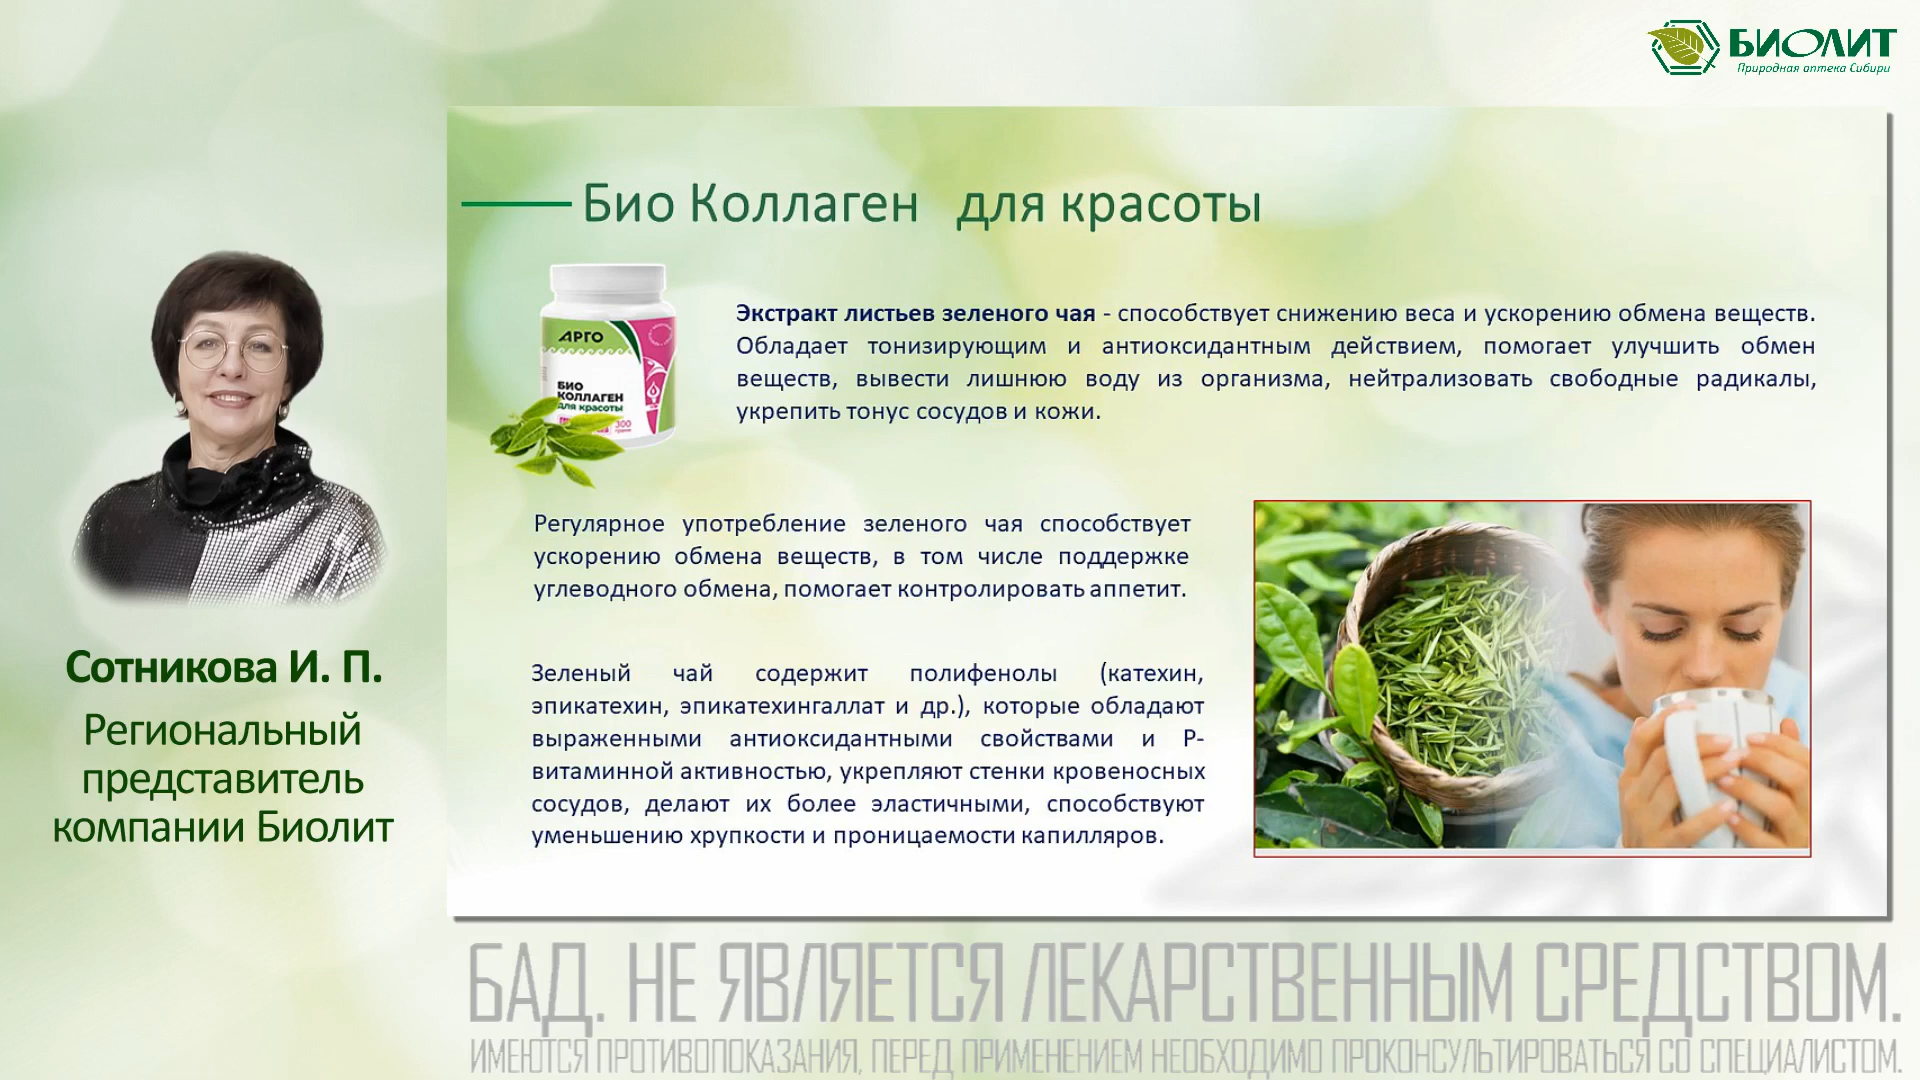 БИОЛИТ
Природная аптека Сибири
Био Коллаген для красоты
АРГО
БИО
КОЛЛАГЕН
для красоты
300
Экстракт листьев зеленого чая - способствует снижению веса и ускорению обмена веществ.
Обладает тонизирующим и антиоксидантным действием, помогает улучшить обмен
веществ, вывести лишнюю воду из организма, нейтрализовать свободные радикалы,
укрепить тонус сосудов и кожи.
Регулярное употребление зеленого чая способствует
ускорению обмена веществ, в том числе поддержке
углеводного обмена, помогает контролировать аппетит.
Зеленый чай содержит полифенолы (катехин,
эпикатехин, эпикатехингаллат и др.), которые обладают
выраженными антиоксидантными свойствами и Р-
витаминной активностью, укрепляют стенки кровеносных
сосудов, делают их более эластичными, способствуют
уменьшению хрупкости и проницаемости капилляров.
Сотникова И. П.
Региональный
представитель
компании Биолит
БАД. НЕ ЯВЛЯЕТСЯ ЛЕКАРСТВЕННЫМ СРЕДСТВОМ.
ИМЕЮТСЯ ПРОТИВОПОКАЗАНИЯ, ПЕРЕД ПРИМЕНЕНИЕМ НЕОБХОДИМО ПРОКОНСУЛЬТИРОВАТЬСЯ СО СПЕЦИАЛИСТОМ.